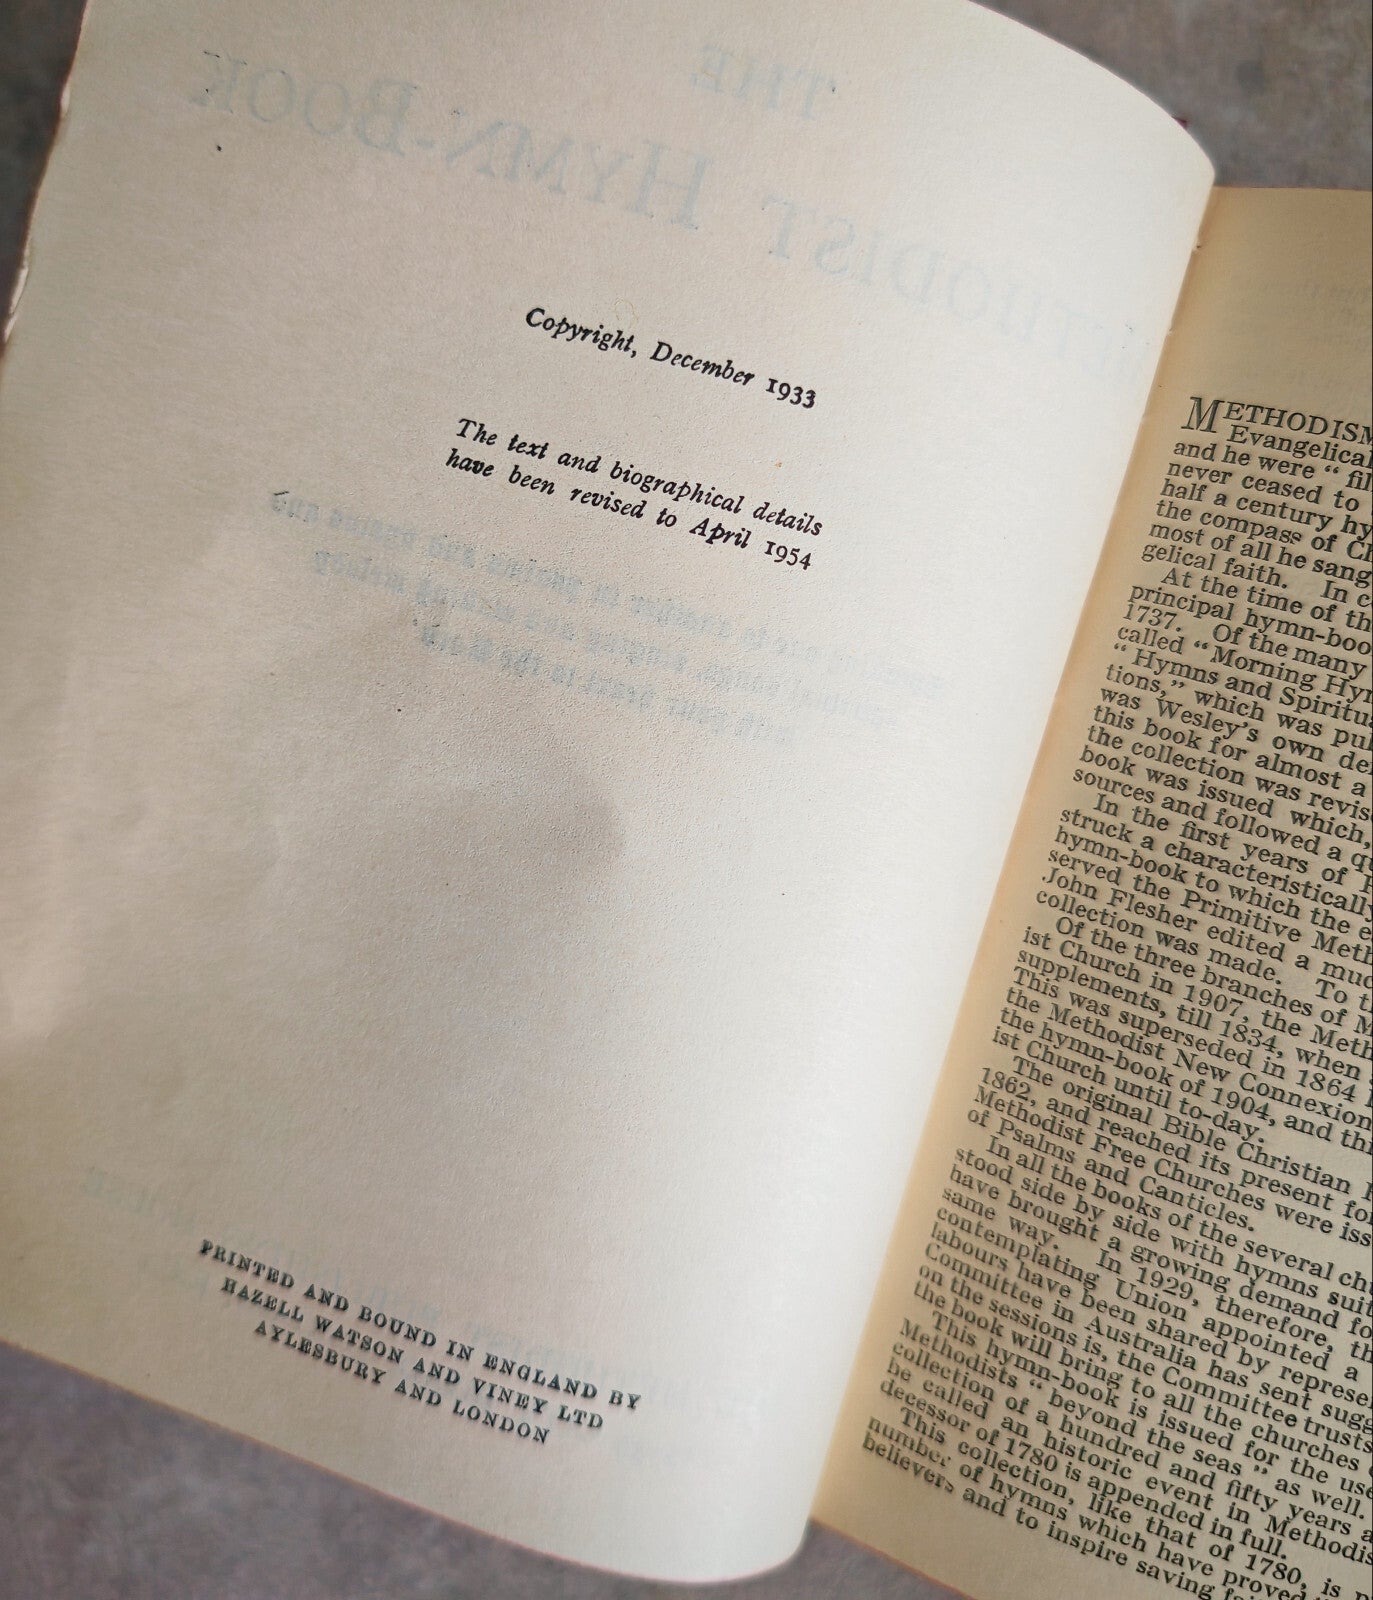 THE
METHODIST HYMN-BOOK
Copyright, December 1933
The text and biographical details
have been revised to April 1954
PRINTED AND BOUND IN ENGLAND BY
HAZELL WATSON AND VINEY LTD
AYLESBURY AND LONDON
METHODISM
Evangelical
and he were “ fil
never ceased to
half a century hy
the compass of Ch
most of all he sang
gelical faith. In c
At the time of th
principal hymn-boo
1737. Of the many
called “ Morning Hyn
“ Hymns and Spiritua
tions,” which was pu
was Wesley's own de
this book for almost a
the collection was revis
book was issued which,
sources and followed a qu
In the first years of P
struck a characteristically
hymn-book to which the e
served the Primitive Meth
John Flesher edited a muc
collection was made. To t
Of the three branches of M
ist Church in 1907, the Meth
supplements, till 1834, when
This was superseded in 1864
the Methodist New Connexion
the hymn-book of 1904, and thi
ist Church until to-day.
The original Bible Christian
1862, and reached its present fo
Methodist Free Churches were iss
of Psalms and Canticles.
In all the books of the several chu
stood side by side with hymns suit
have brought a growing demand fo
same way. In 1929, therefore, th
contemplating Union appointed a
labours have been shared by represe
Committee in Australia has sent sugg
on the sessions is, the Committee trusts
the book will bring to all the churches
This hymn-book is issued for the use
Methodists “ beyond the seas ” as well.
collection of a hundred and fifty years a
be called an historic event in Methodis
decessor of 1780 is appended in full.
This collection, like that of 1780, is p
number of hymns which have proved
believers and to inspire saving fai